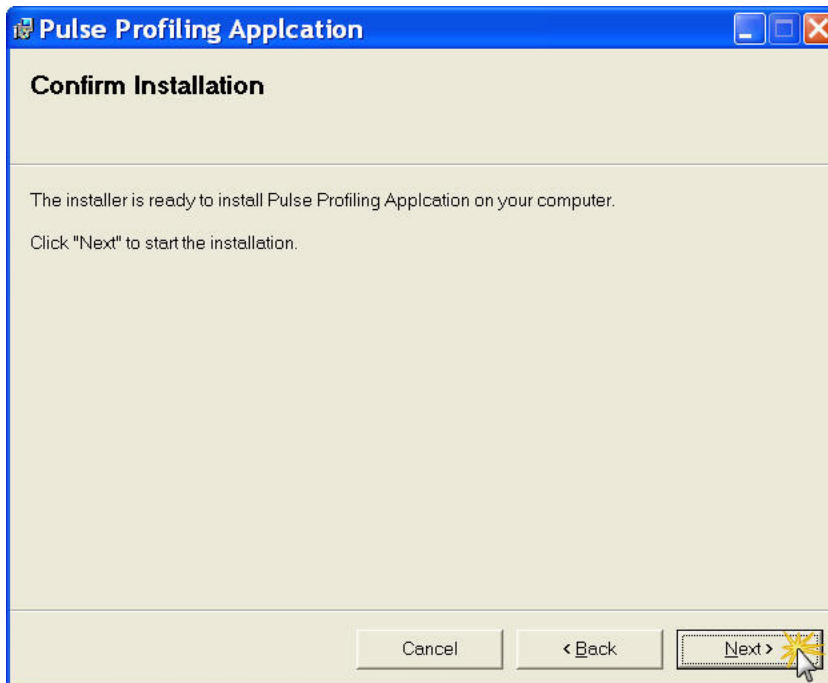 Pulse Profiling Applcation
Confirm Installation
The installer is ready to install Pulse Profiling Applcation on your computer.
Click "Next" to start the installation.
Cancel < Back Next >